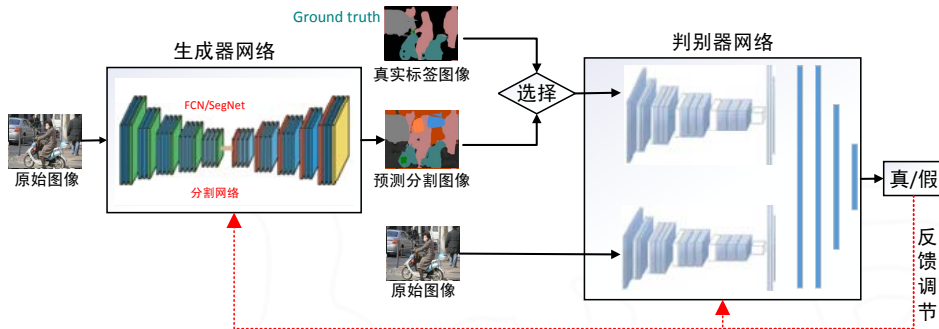 Ground truth
生成器网络
判别器网络
真实标签图像
选择
FCN/SegNet
原始图像
分割网络
预测分割图像
真/假
原始图像
反馈调节